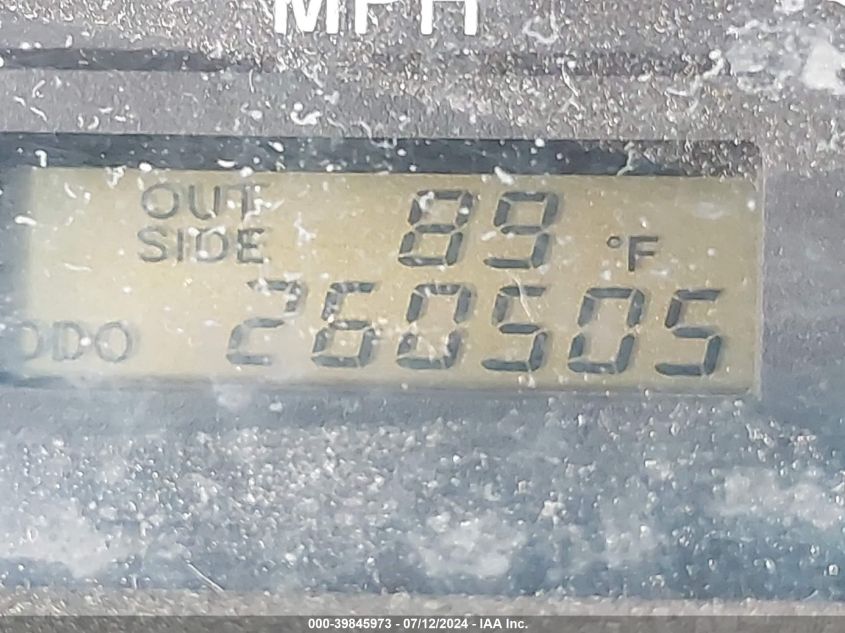 MPH
OUT
SIDE 89 °F
ODO 260505
000-39845973 - 07/12/2024 - IAA Inc.